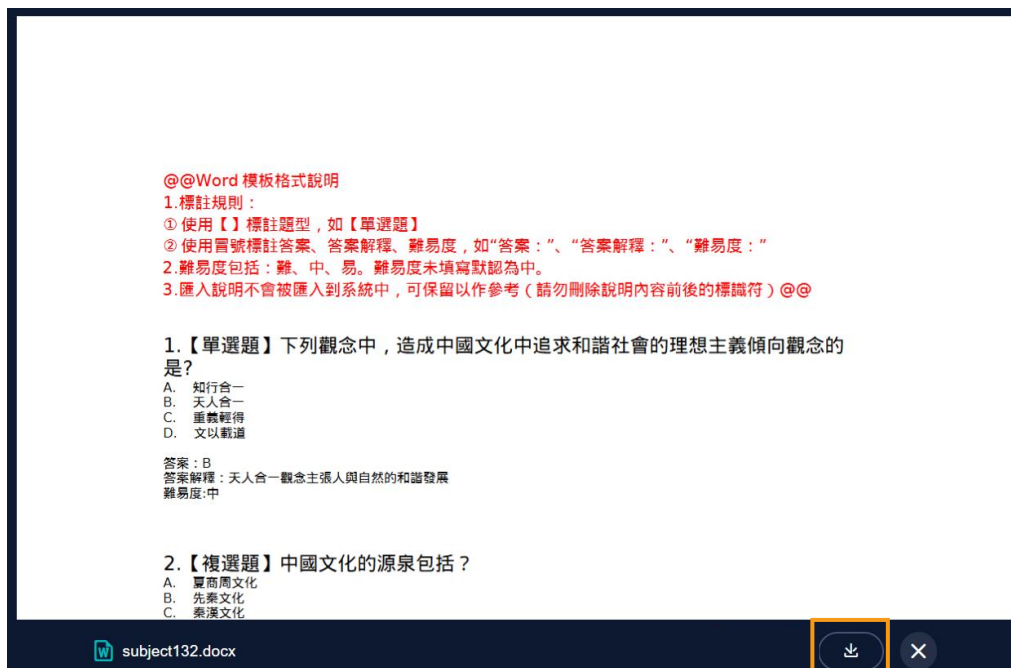 @@Word 模板格式說明
1.標註規則：
① 使用【】標註題型，如【單選題】
② 使用冒號標註答案、答案解釋、難易度，如“答案：”、“答案解釋：”、“難易度：”
2.難易度包括：難、中、易。難易度未填寫默認為中。
3.匯入說明不會被匯入到系統中，可保留以作參考（請勿刪除說明內容前後的標識符）@@
1.【單選題】下列觀念中，造成中國文化中追求和諧社會的理想主義傾向觀念的
是?
A. 知行合一
B. 天人合一
C. 重義輕得
D. 文以載道
答案：B
答案解釋：天人合一觀念主張人與自然的和諧發展
難易度:中
2.【複選題】中國文化的源泉包括？
A. 夏商周文化
B. 先秦文化
C. 秦漢文化
W subject132.docx